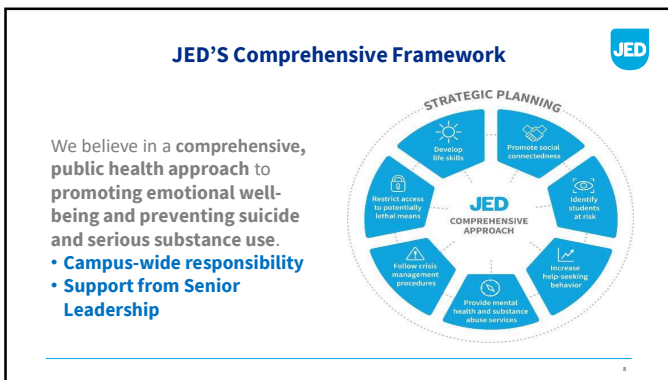 JED'S Comprehensive Framework
JED
We believe in a comprehensive,
public health approach to
promoting emotional well-
being and preventing suicide
and serious substance use.
• Campus-wide responsibility
• Support from Senior
Leadership
STRATEGIC PLANNING
Develop
life skills
Promote social
connectedness
Restrict access
to potentially
lethal means
JED
COMPREHENSIVE
APPROACH
Identify
students
at risk
Follow crisis
management
procedures
Increase
help-seeking
behavior
Provide mental
health and substance
abuse services
8